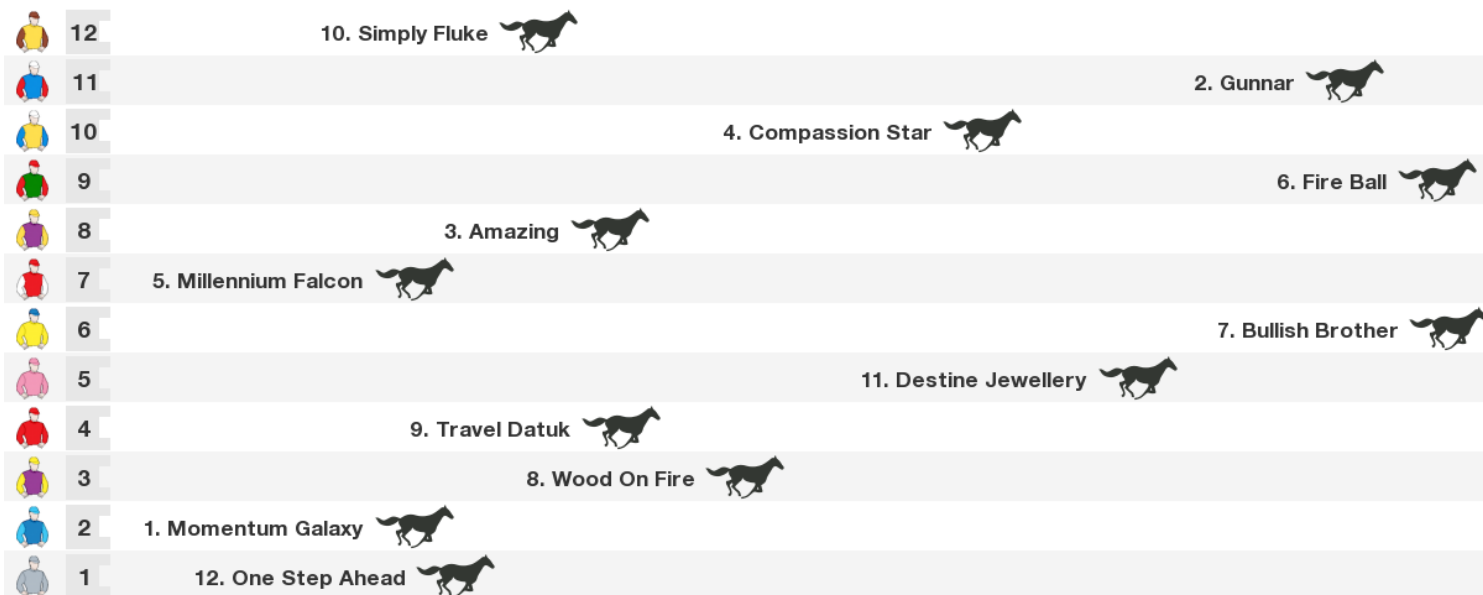 12 10. Simply Fluke
11 2. Gunnar
10 4. Compassion Star
9 6. Fire Ball
8 3. Amazing
7 5. Millennium Falcon
6 7. Bullish Brother
5 11. Destine Jewellery
4 9. Travel Datuk
3 8. Wood On Fire
2 1. Momentum Galaxy
1 12. One Step Ahead